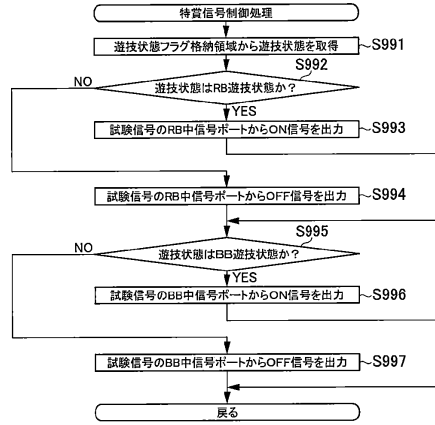 特賞信号制御処理
遊技状態フラグ格納領域から遊技状態を取得
S991
S992
NO
遊技状態はRB遊技状態か？
YES
試験信号のRB中信号ポートからON信号を出力
S993
試験信号のRB中信号ポートからOFF信号を出力
S994
S995
NO
遊技状態はBB遊技状態か？
YES
試験信号のBB中信号ポートからON信号を出力
S996
試験信号のBB中信号ポートからOFF信号を出力
S997
戻る